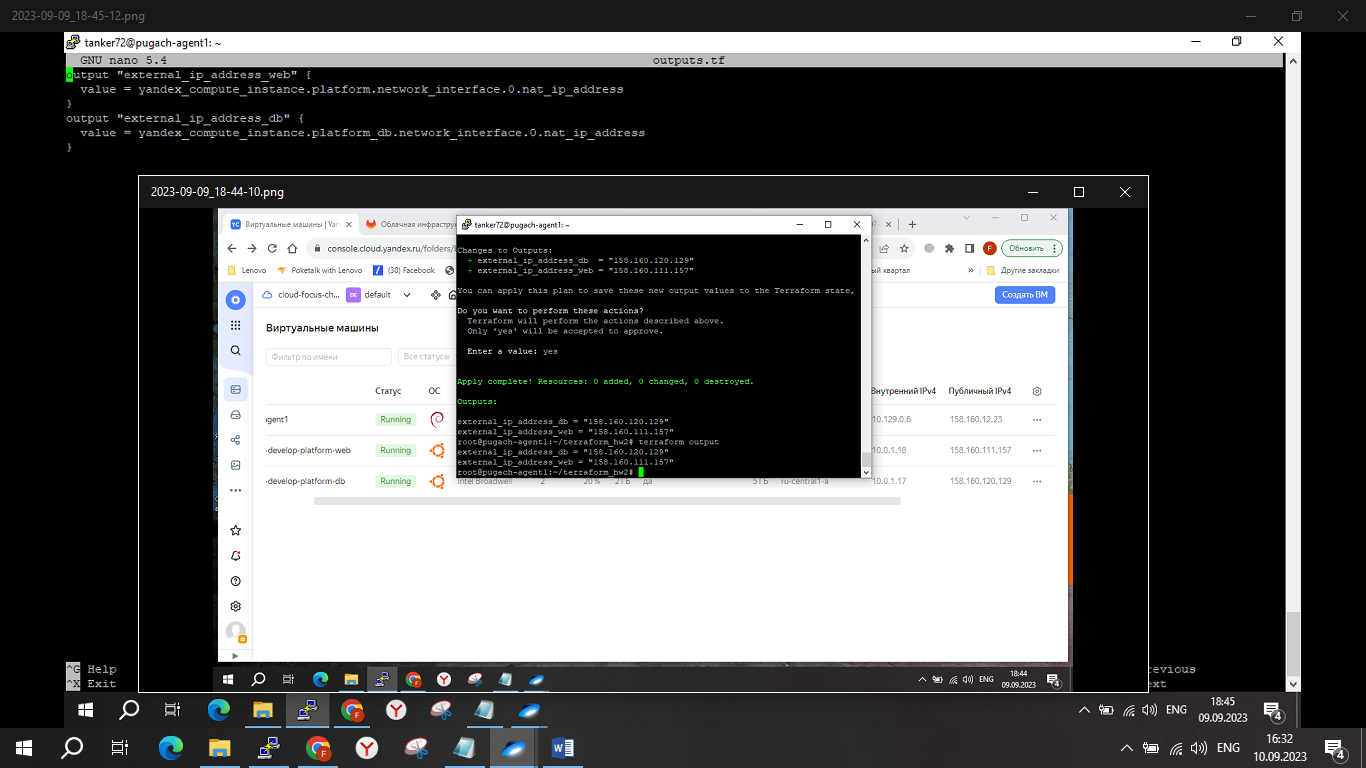 2023-09-09_18-45-12.png
tanker72@pugach-agent1: ~
GNU nano 5.4 outputs.tf
output "external_ip_address_web" {
value = yandex_compute_instance.platform.network_interface.0.nat_ip_address
}
output "external_ip_address_db" {
value = yandex_compute_instance.platform_db.network_interface.0.nat_ip_address
}
2023-09-09_18-44-10.png
Виртуальные машины | Yan
Облачная инфраструк
tanker72@pugach-agent1: ~
console.cloud.yandex.ru/folders/
Обновить
Lenovo Poketalk with Lenovo (30) Facebook
ый квартал » Другие закладки
cloud-focus-ch... DE default
Создать ВМ
Виртуальные машины
Фильтр по имени Все статусы
Статус ОС Внутренний IPv4 Публичный IPv4
agent1 Running 10.129.0.6 158.160.12.23
-develop-platform-web Running 10.0.1.18 158.160.111.157
-develop-platform-db Running Intel Broadwell 2 20% 2 ГБ да 5 ГБ ru-central1-a 10.0.1.17 158.160.120.129
Changes to Outputs:
+ external_ip_address_db = "158.160.120.129"
+ external_ip_address_web = "158.160.111.157"
You can apply this plan to save these new output values to the Terraform state,
Do you want to perform these actions?
Terraform will perform the actions described above.
Only 'yes' will be accepted to approve.
Enter a value: yes
Apply complete! Resources: 0 added, 0 changed, 0 destroyed.
Outputs:
external_ip_address_db = "158.160.120.129"
external_ip_address_web = "158.160.111.157"
root@pugach-agent1:~/terraform_hw2# terraform output
external_ip_address_db = "158.160.120.129"
external_ip_address_web = "158.160.111.157"
root@pugach-agent1:~/terraform_hw2#
ENG 18:44
09.09.2023 4
^G Help
revious
^X Exit
ext
ENG 18:45
09.09.2023 4
ENG 16:32
10.09.2023 4